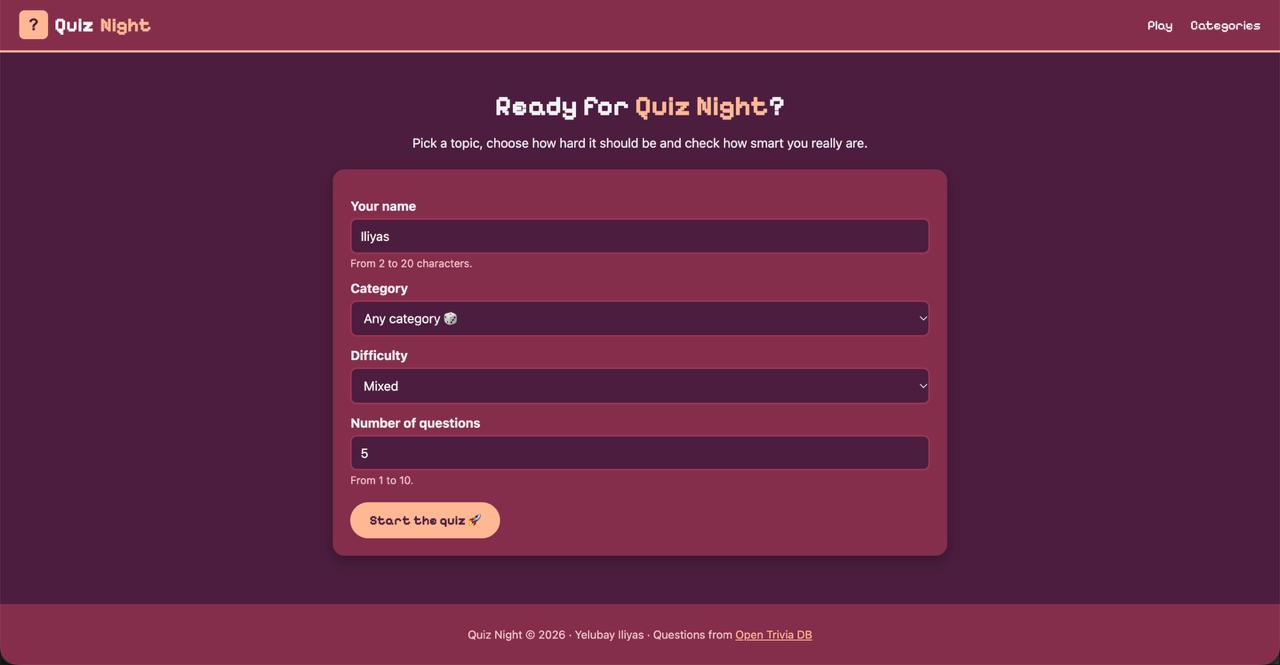 ? Quiz Night
Play Categories
Ready for Quiz Night?
Pick a topic, choose how hard it should be and check how smart you really are.
Your name
Iliyas
From 2 to 20 characters.
Category
Any category 🎲
Difficulty
Mixed
Number of questions
5
From 1 to 10.
Start the quiz 🚀
Quiz Night © 2026 · Yelubay Iliyas · Questions from Open Trivia DB